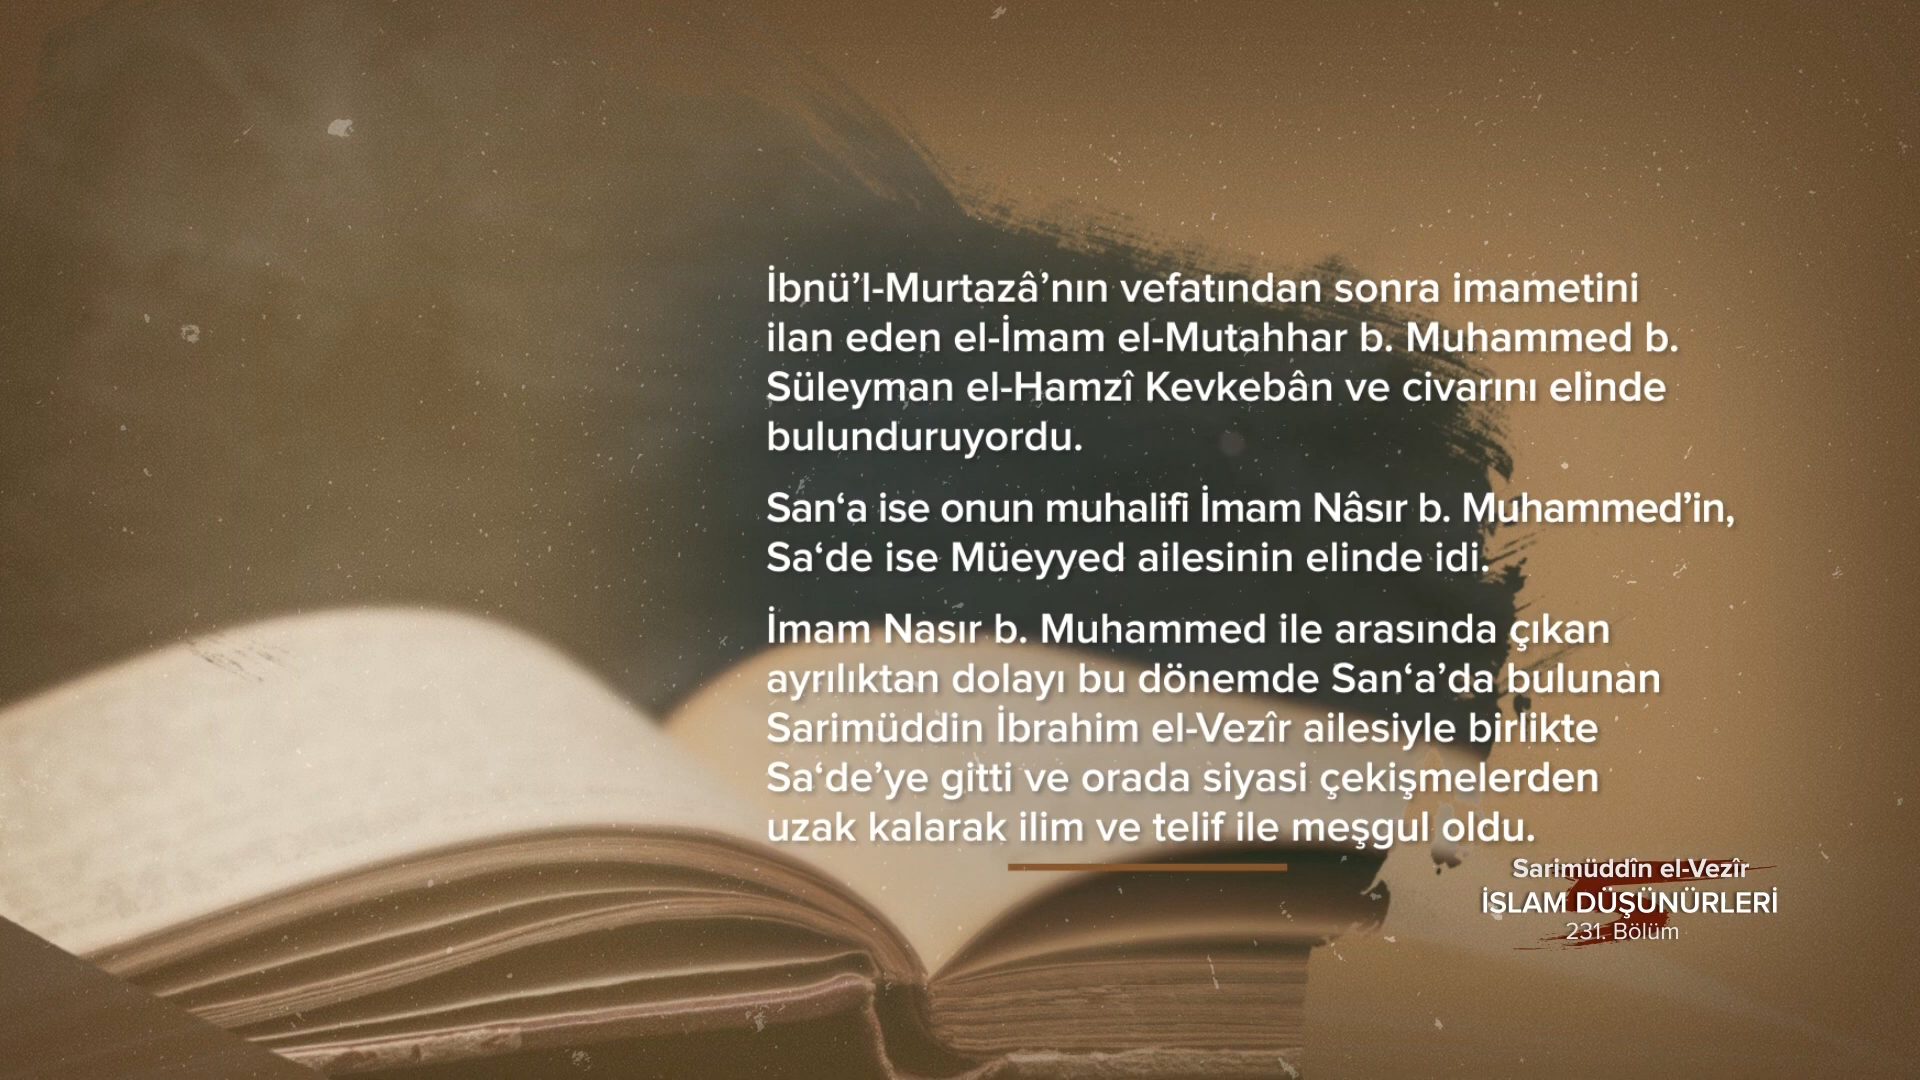 İbnü’l-Murtazâ’nın vefatından sonra imametini
ilan eden el-İmam el-Mutahhar b. Muhammed b.
Süleyman el-Hamzî Kevkebân ve civarını elinde
bulunduruyordu.
San‘a ise onun muhalifi İmam Nâsır b. Muhammed’in,
Sa‘de ise Müeyyed ailesinin elinde idi.
İmam Nasır b. Muhammed ile arasında çıkan
ayrılıktan dolayı bu dönemde San‘a’da bulunan
Sarimüddin İbrahim el-Vezîr ailesiyle birlikte
Sa‘de’ye gitti ve orada siyasi çekişmelerden
uzak kalarak ilim ve telif ile meşgul oldu.
Sarimüddîn el-Vezîr
İSLAM DÜŞÜNÜRLERİ
231. Bölüm